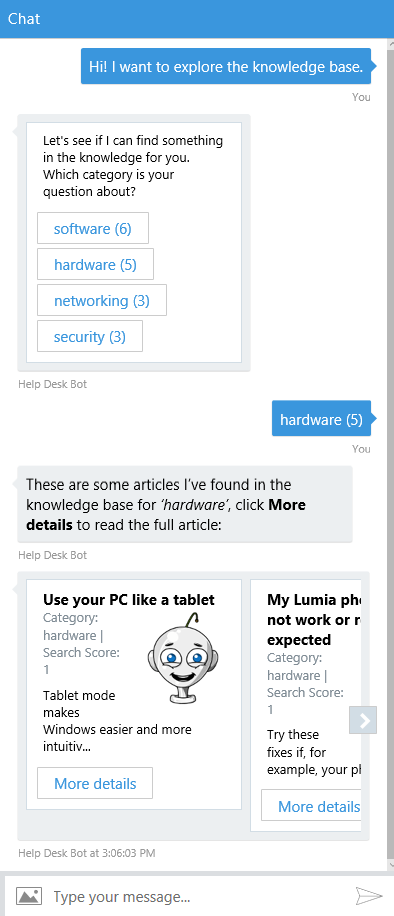 Chat
Hi! I want to explore the knowledge base.
You
Let's see if I can find something
in the knowledge for you.
Which category is your
question about?
software (6)
hardware (5)
networking (3)
security (3)
Help Desk Bot
hardware (5)
You
These are some articles I've found in the
knowledge base for 'hardware', click More
details to read the full article:
Help Desk Bot
Use your PC like a tablet
Category:
hardware |
Search Score:
1
Tablet mode
makes
Windows easier and more
intuitiv...
More details
My Lumia
not work or
expected
Category:
hardware |
Search Score:
1
Try these
fixes if, for
example, your
More details
Help Desk Bot at 3:06:03 PM
Type your message...